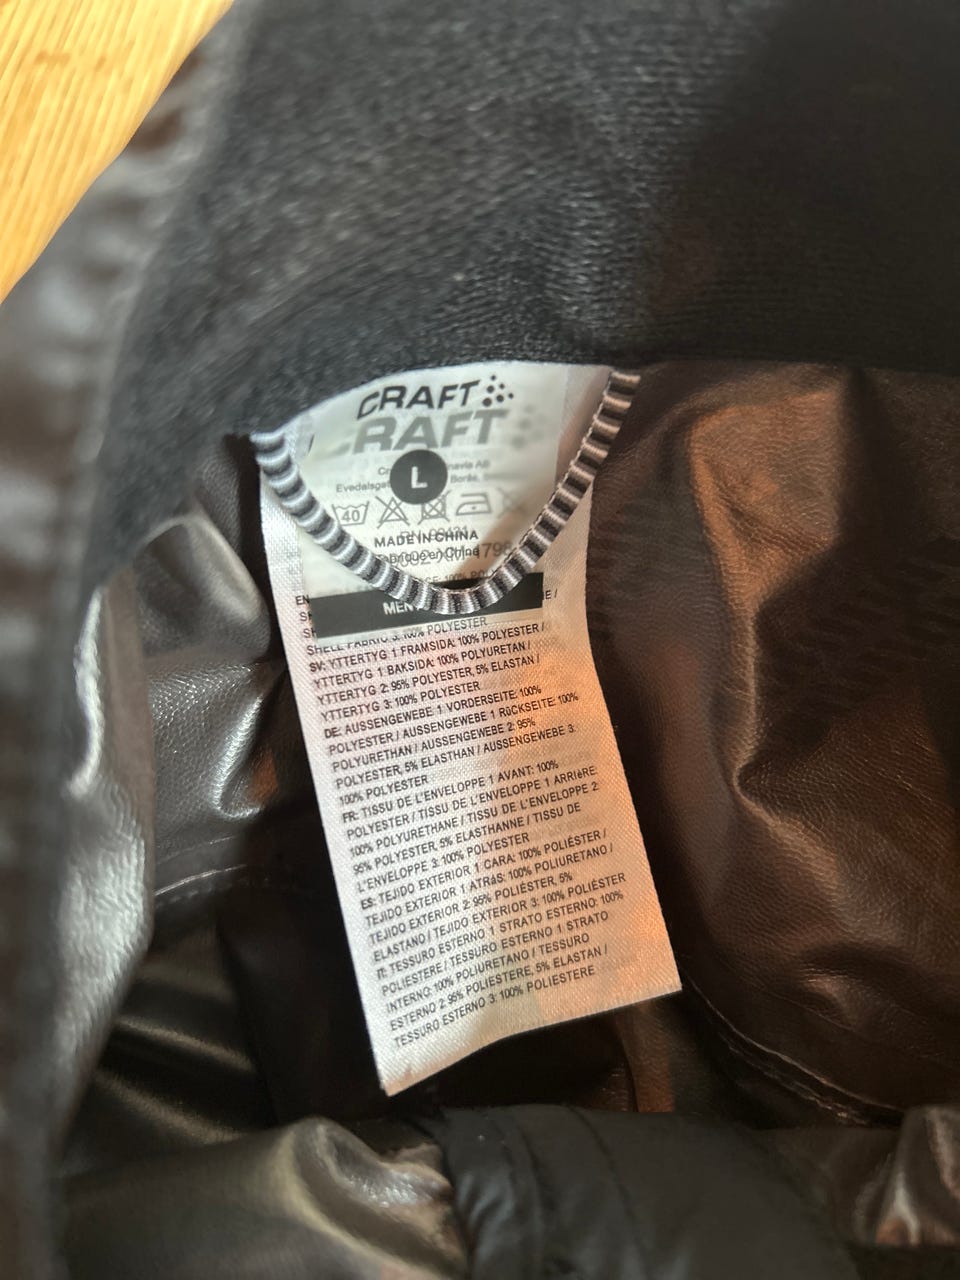 CRAFT
CRAFT
L
40
MADE IN CHINA
MEN
SHELL FABRIC 3: 100% POLYESTER
SV: YTTERTYG 1 FRAMSIDA: 100% POLYESTER /
YTTERTYG 1 BAKSIDA: 100% POLYURETAN /
YTTERTYG 2: 95% POLYESTER, 5% ELASTAN /
YTTERTYG 3: 100% POLYESTER
DE: AUSSENGEWEBE 1 VORDERSEITE: 100%
POLYESTER / AUSSENGEWEBE 1 RüCKSEITE: 100%
POLYURETHAN / AUSSENGEWEBE 2: 95%
POLYESTER, 5% ELASTHAN / AUSSENGEWEBE 3:
100% POLYESTER
FR: TISSU DE L'ENVELOPPE 1 AVANT: 100%
POLYESTER / TISSU DE L'ENVELOPPE 1 ARRIèRE:
100% POLYURETHANE / TISSU DE L'ENVELOPPE 2:
95% POLYESTER, 5% ELASTHANNE / TISSU DE
L'ENVELOPPE 3: 100% POLYESTER
ES: TEJIDO EXTERIOR 1 CARA: 100% POLIéSTER /
TEJIDO EXTERIOR 1 ATRáS: 100% POLIURETANO /
TEJIDO EXTERIOR 2: 95% POLIéSTER, 5%
ELASTANO / TEJIDO EXTERIOR 3: 100% POLIéSTER
IT: TESSURO ESTERNO 1 STRATO ESTERNO: 100%
POLIESTERE / TESSURO ESTERNO 1 STRATO
INTERNO: 100% POLIURETANO / TESSURO
ESTERNO 2: 95% POLIESTERE, 5% ELASTAN /
TESSURO ESTERNO 3: 100% POLIESTERE